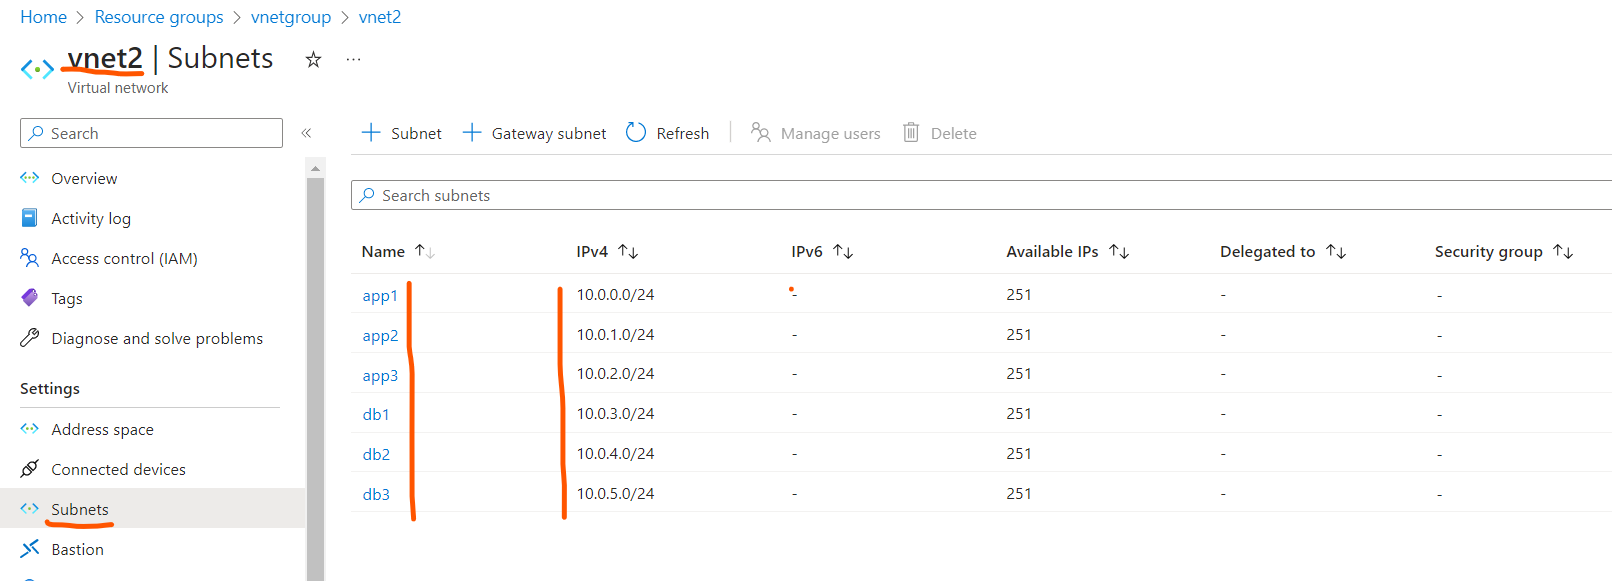 Home > Resource groups > vnetgroup > vnet2
vnet2 | Subnets
Virtual network
Search
Subnet Gateway subnet Refresh Manage users Delete
Overview
Activity log
Access control (IAM)
Tags
Diagnose and solve problems
Settings
Address space
Connected devices
Subnets
Bastion
Search subnets
Name IPv4 IPv6 Available IPs Delegated to Security group
app1 10.0.0.0/24 - 251 - -
app2 10.0.1.0/24 - 251 - -
app3 10.0.2.0/24 - 251 - -
db1 10.0.3.0/24 - 251 - -
db2 10.0.4.0/24 - 251 - -
db3 10.0.5.0/24 - 251 - -